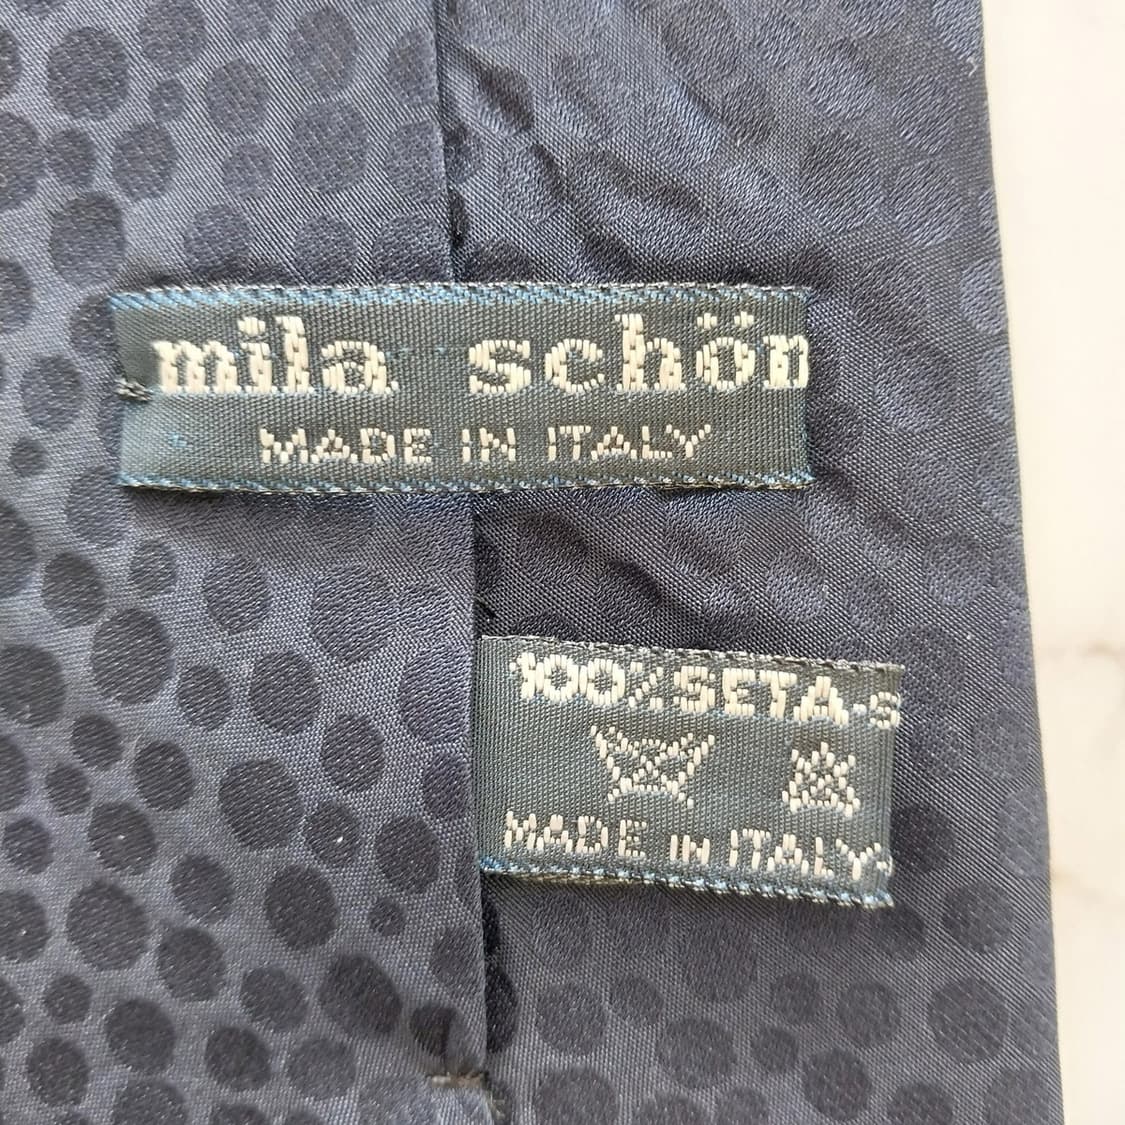 mila schön
MADE IN ITALY
100% SETA-S
MADE IN ITALY